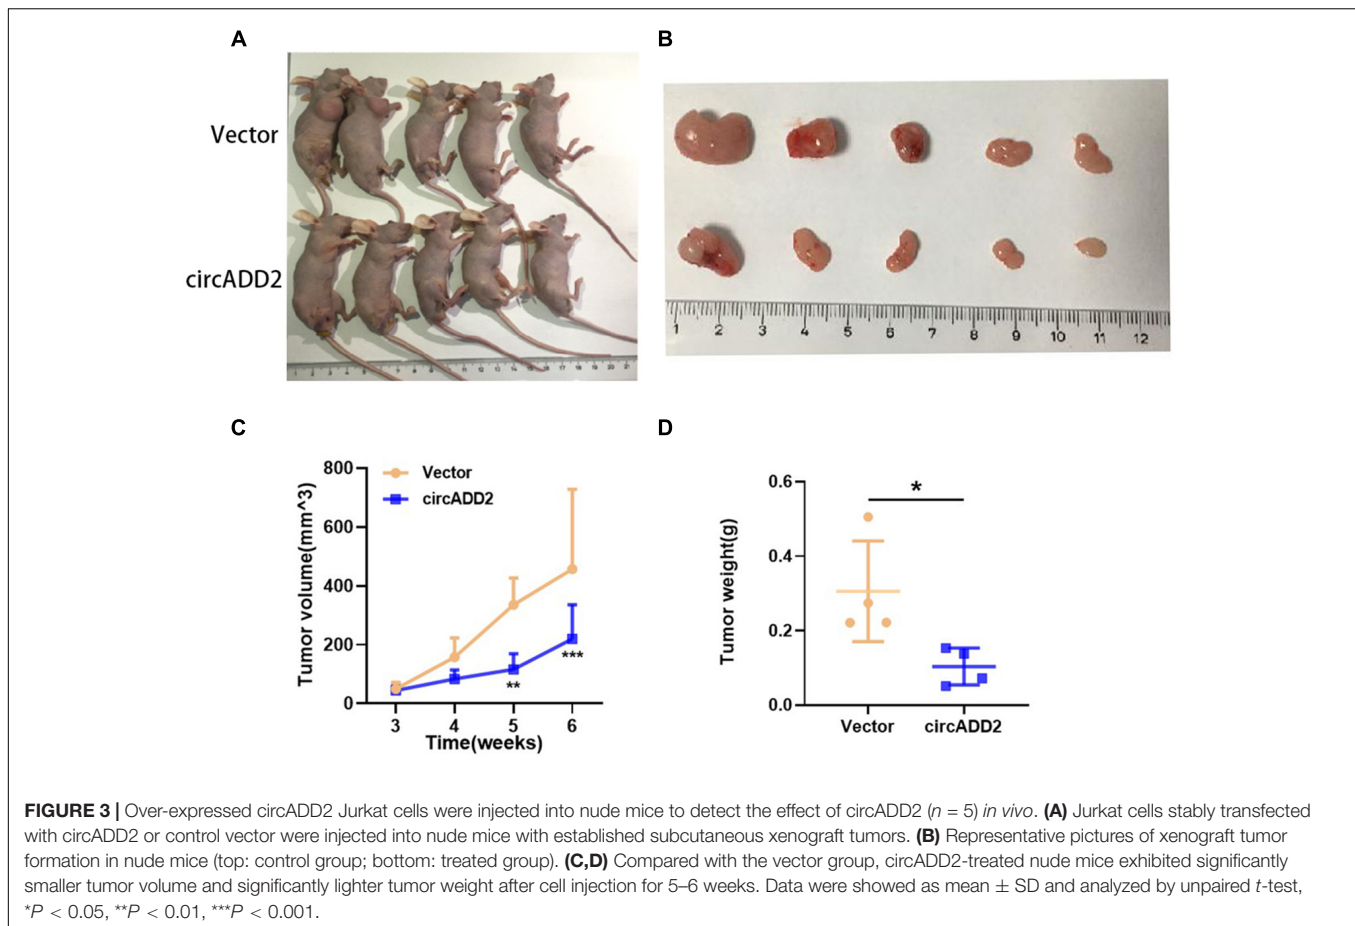 A
B
Vector
circADD2
1 2 3 4 5 6 7 8 9 10 11 12
C
D
800
600
400
200
0
Tumor volume(mm^3)
Vector
circADD2
**
***
3 4 5 6
Time(weeks)
0.6
0.4
0.2
0.0
Tumor weight(g)
*
Vector circADD2
FIGURE 3 | Over-expressed circADD2 Jurkat cells were injected into nude mice to detect the effect of circADD2 (n = 5) in vivo. (A) Jurkat cells stably transfected
with circADD2 or control vector were injected into nude mice with established subcutaneous xenograft tumors. (B) Representative pictures of xenograft tumor
formation in nude mice (top: control group; bottom: treated group). (C,D) Compared with the vector group, circADD2-treated nude mice exhibited significantly
smaller tumor volume and significantly lighter tumor weight after cell injection for 5–6 weeks. Data were showed as mean ± SD and analyzed by unpaired t-test,
*P < 0.05, **P < 0.01, ***P < 0.001.